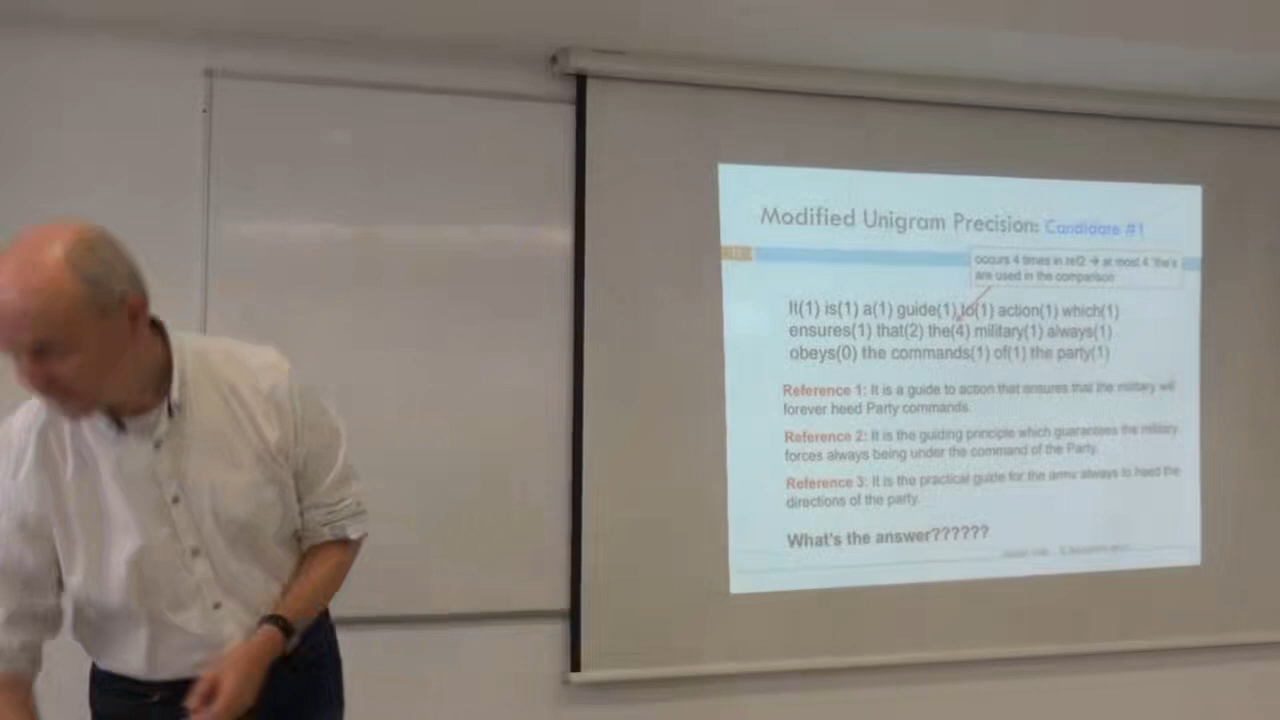 Modified Unigram Precision: Candidate #1
occurs 4 times in ref2 → at most 4 'the's
are used in the comparison
It(1) is(1) a(1) guide(1) to(1) action(1) which(1)
ensures(1) that(2) the(4) military(1) always(1)
obeys(0) the commands(1) of(1) the party(1)
Reference 1: It is a guide to action that ensures that the military will
forever heed Party commands.
Reference 2: It is the guiding principle which guarantees the military
forces always being under the command of the Party.
Reference 3: It is the practical guide for the army always to heed the
directions of the party.
What's the answer??????